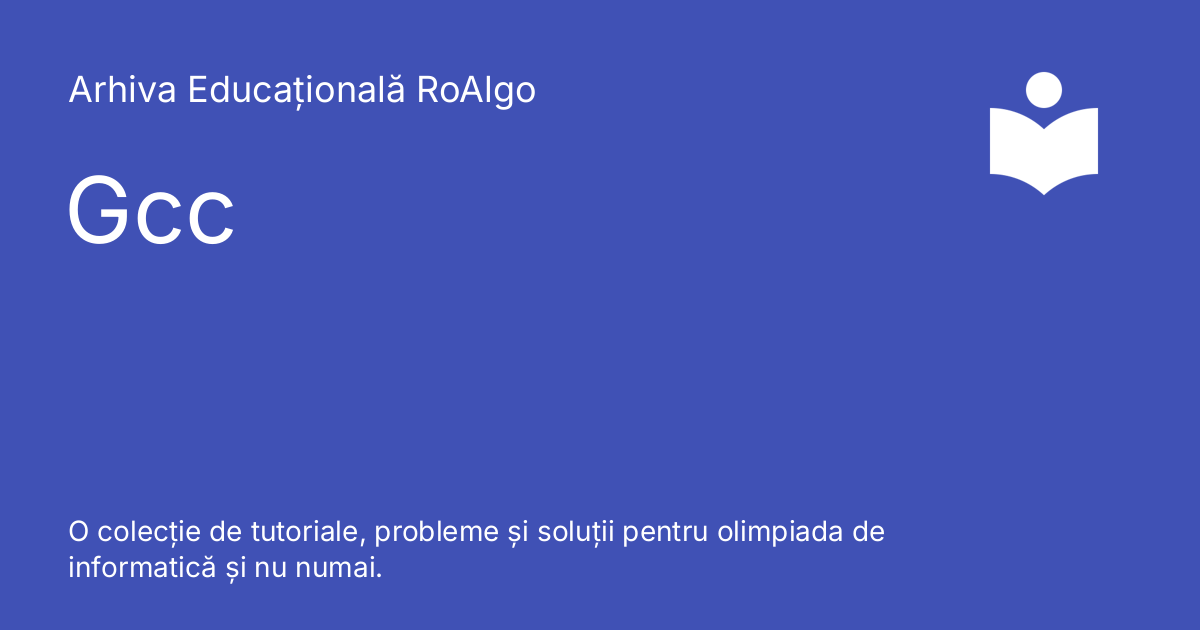 Arhiva Educațională RoAlgo
Gcc
O colecție de tutoriale, probleme și soluții pentru olimpiada de
informatică și nu numai.